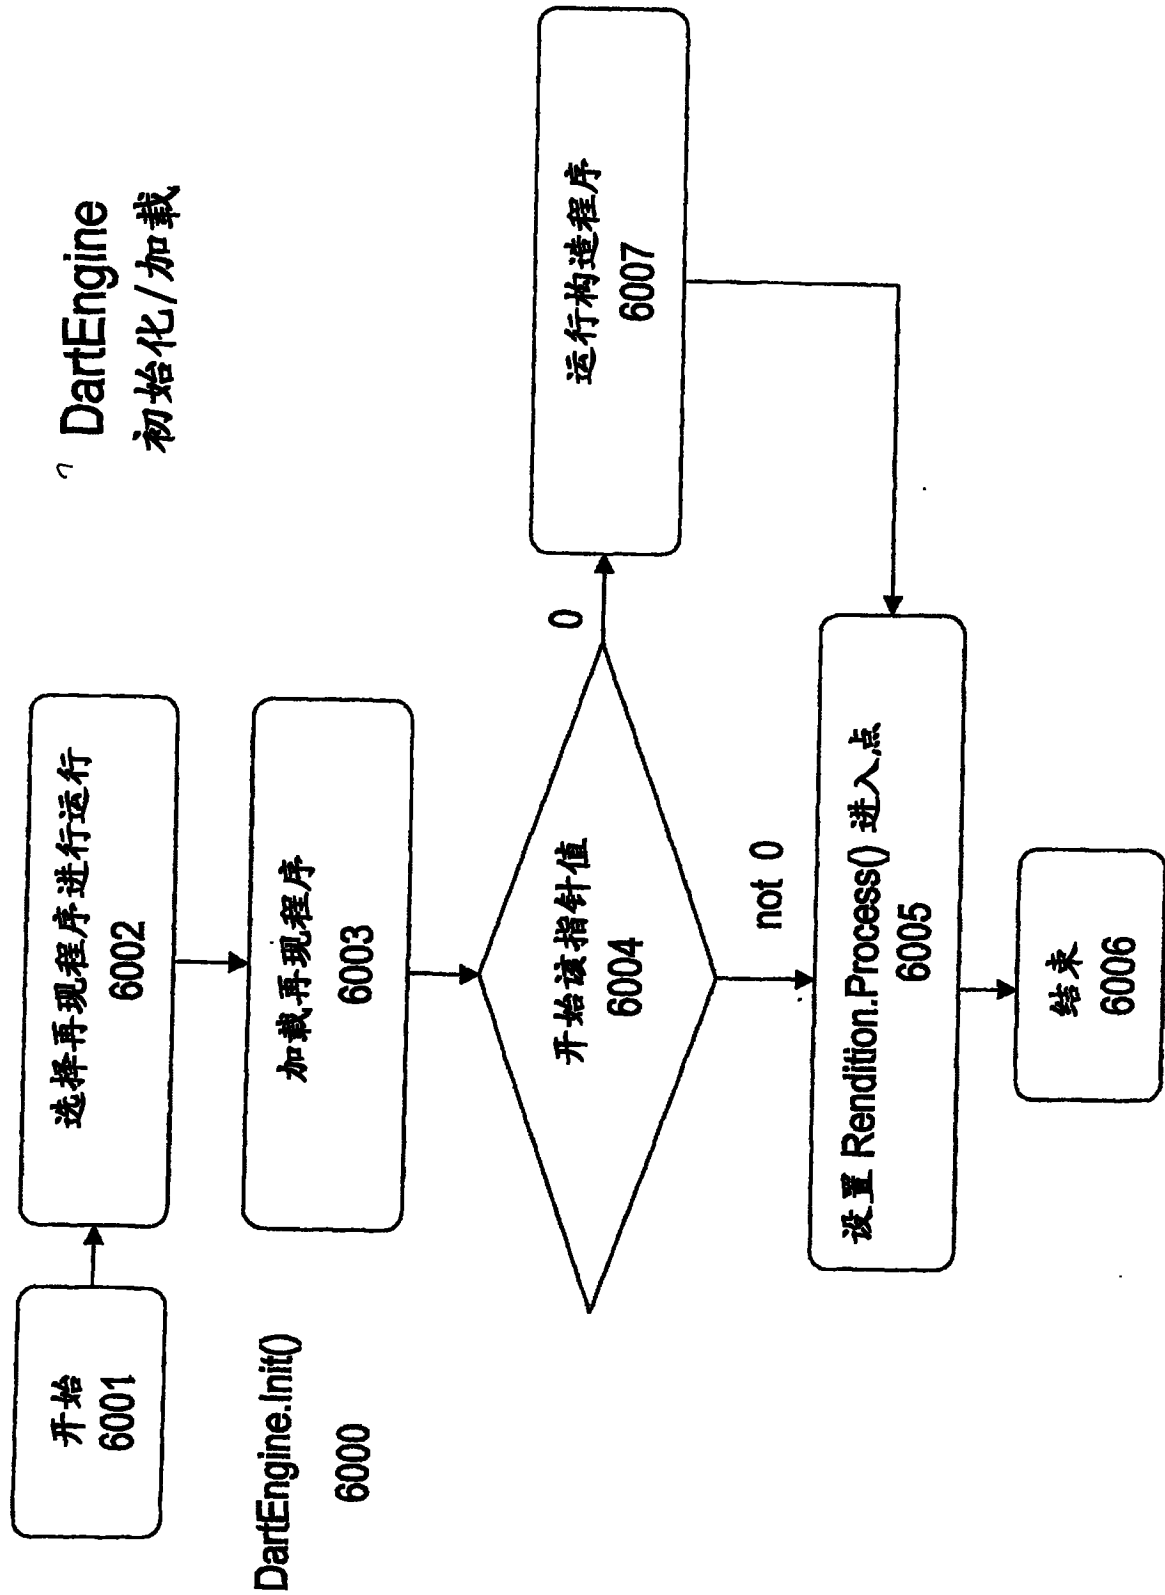 DartEngine
初始化/加载
开始
6001
选择再现程序进行运行
6002
DartEngine.Init()
6000
加载再现程序
6003
开始该指针值
6004
0
运行构造程序
6007
not 0
设置 Rendition.Process() 进入点
6005
结束
6006